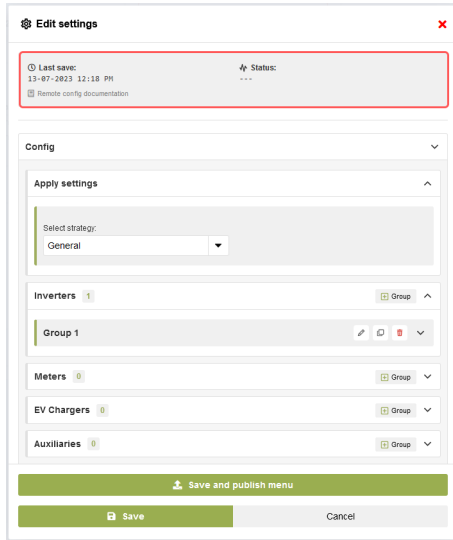 Edit settings
Last save:
13-07-2023 12:18 PM
Status:
---
Remote config documentation
Config
Apply settings
Select strategy:
General
Inverters 1 Group
Group 1
Meters 0 Group
EV Chargers 0 Group
Auxiliaries 0 Group
Save and publish menu
Save Cancel